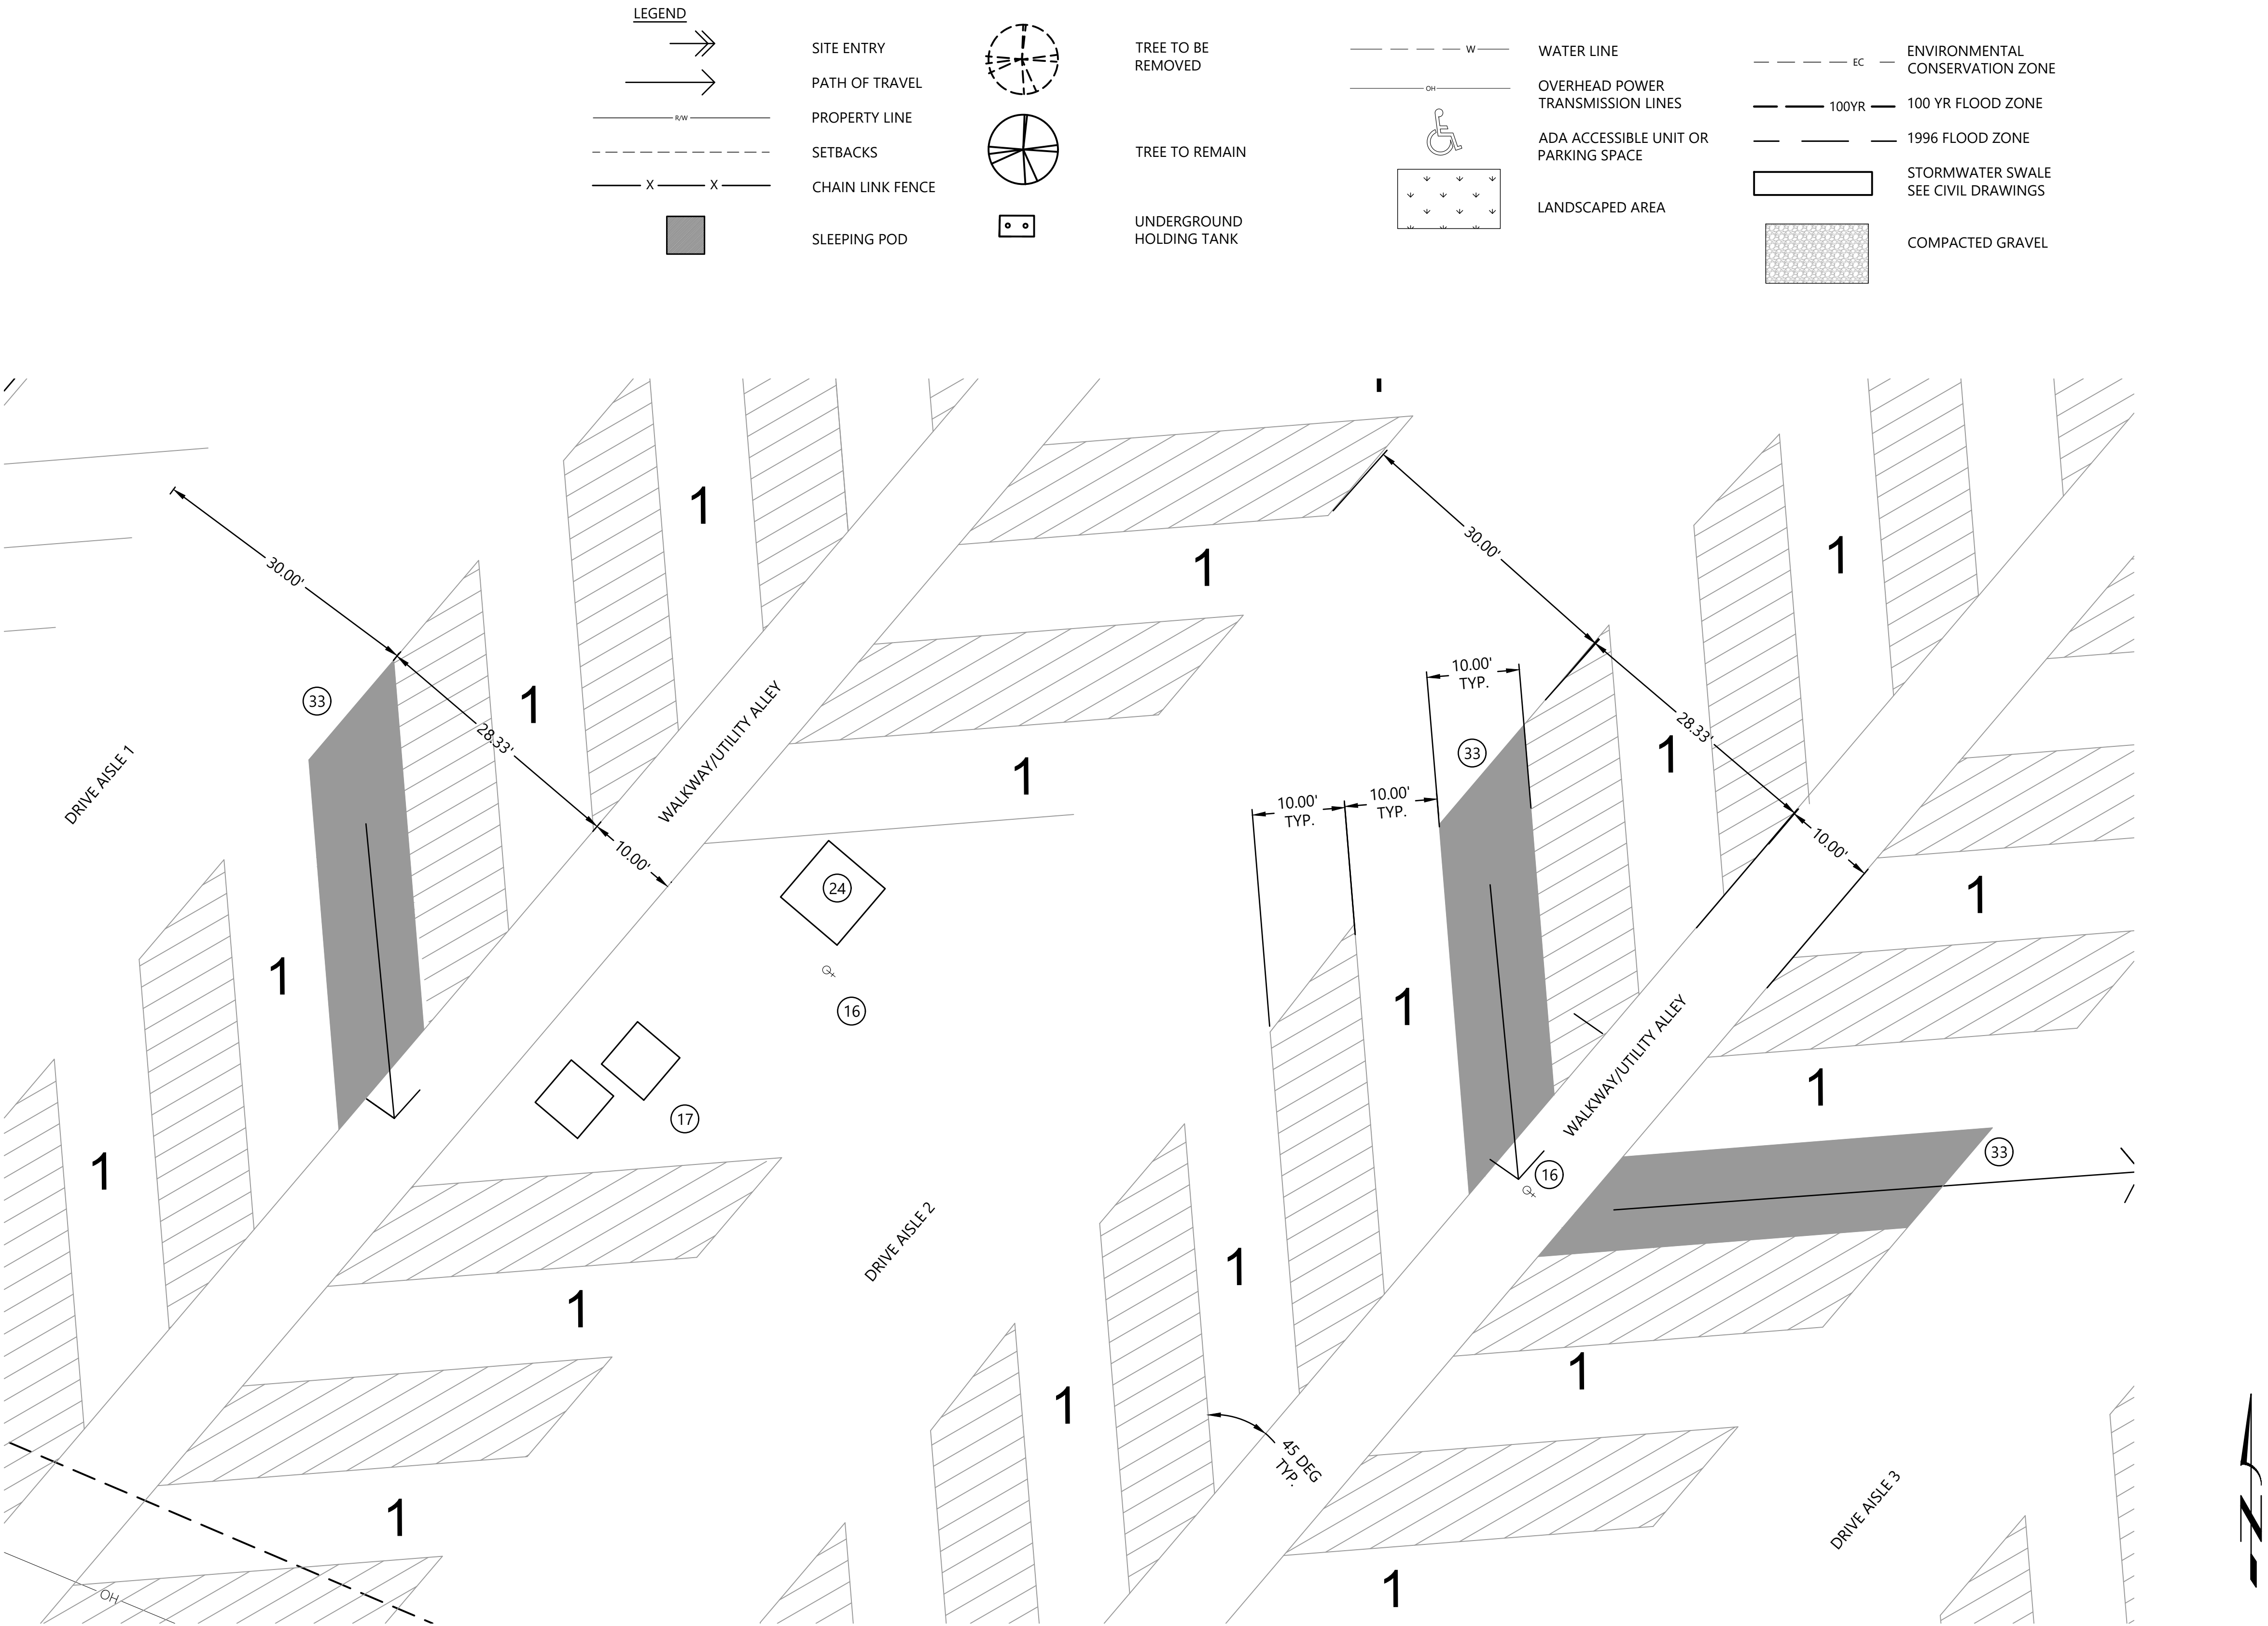 LEGEND
SITE ENTRY
PATH OF TRAVEL
R/W
PROPERTY LINE
SETBACKS
X X
CHAIN LINK FENCE
SLEEPING POD
TREE TO BE
REMOVED
TREE TO REMAIN
UNDERGROUND
HOLDING TANK
W
WATER LINE
OH
OVERHEAD POWER
TRANSMISSION LINES
ADA ACCESSIBLE UNIT OR
PARKING SPACE
LANDSCAPED AREA
EC
ENVIRONMENTAL
CONSERVATION ZONE
100YR
100 YR FLOOD ZONE
1996 FLOOD ZONE
STORMWATER SWALE
SEE CIVIL DRAWINGS
COMPACTED GRAVEL
1
1
1
30.00'
30.00'
33
1
28.33'
10.00'
TYP.
28.33'
1
33
DRIVE AISLE 1
WALKWAY/UTILITY ALLEY
1
10.00'
TYP.
10.00'
TYP.
10.00'
10.00'
24
1
1
16
1
17
WALKWAY/UTILITY ALLEY
1
1
33
16
DRIVE AISLE 2
1
1
1
1
45 DEG
TYP.
1
DRIVE AISLE 3
1
OH
N